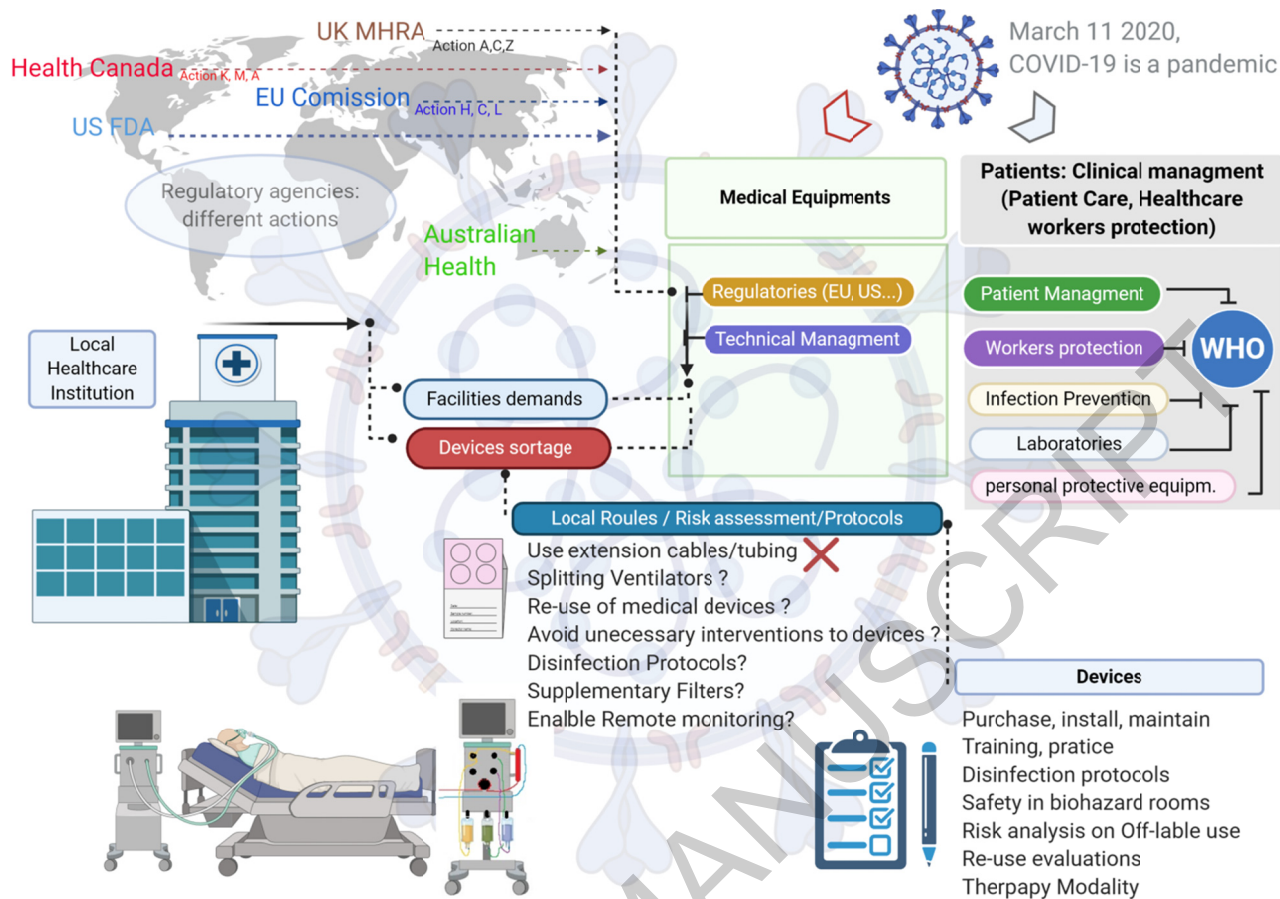 UK MHRA
Action A,C,Z
Health Canada
Action K, M, A
EU Comission
Action H, C, L
US FDA
Regulatory agencies:
different actions
Australian
Health
March 11 2020,
COVID-19 is a pandemic
Medical Equipments
Regulatories (EU, US...)
Technical Managment
Patients: Clinical managment
(Patient Care, Healthcare
workers protection)
Patient Managment
Workers protection
Infection Prevention
Laboratories
personal protective equipm.
WHO
Local
Healthcare
Institution
Facilities demands
Devices sortage
Local Roules / Risk assessment/Protocols
Use extension cables/tubing
Splitting Ventilators ?
Re-use of medical devices ?
Avoid unecessary interventions to devices ?
Disinfection Protocols?
Supplementary Filters?
Enable Remote monitoring?
Devices
Purchase, install, maintain
Training, pratice
Disinfection protocols
Safety in biohazard rooms
Risk analysis on Off-lable use
Re-use evaluations
Therpapy Modality
MANUSCRIPT